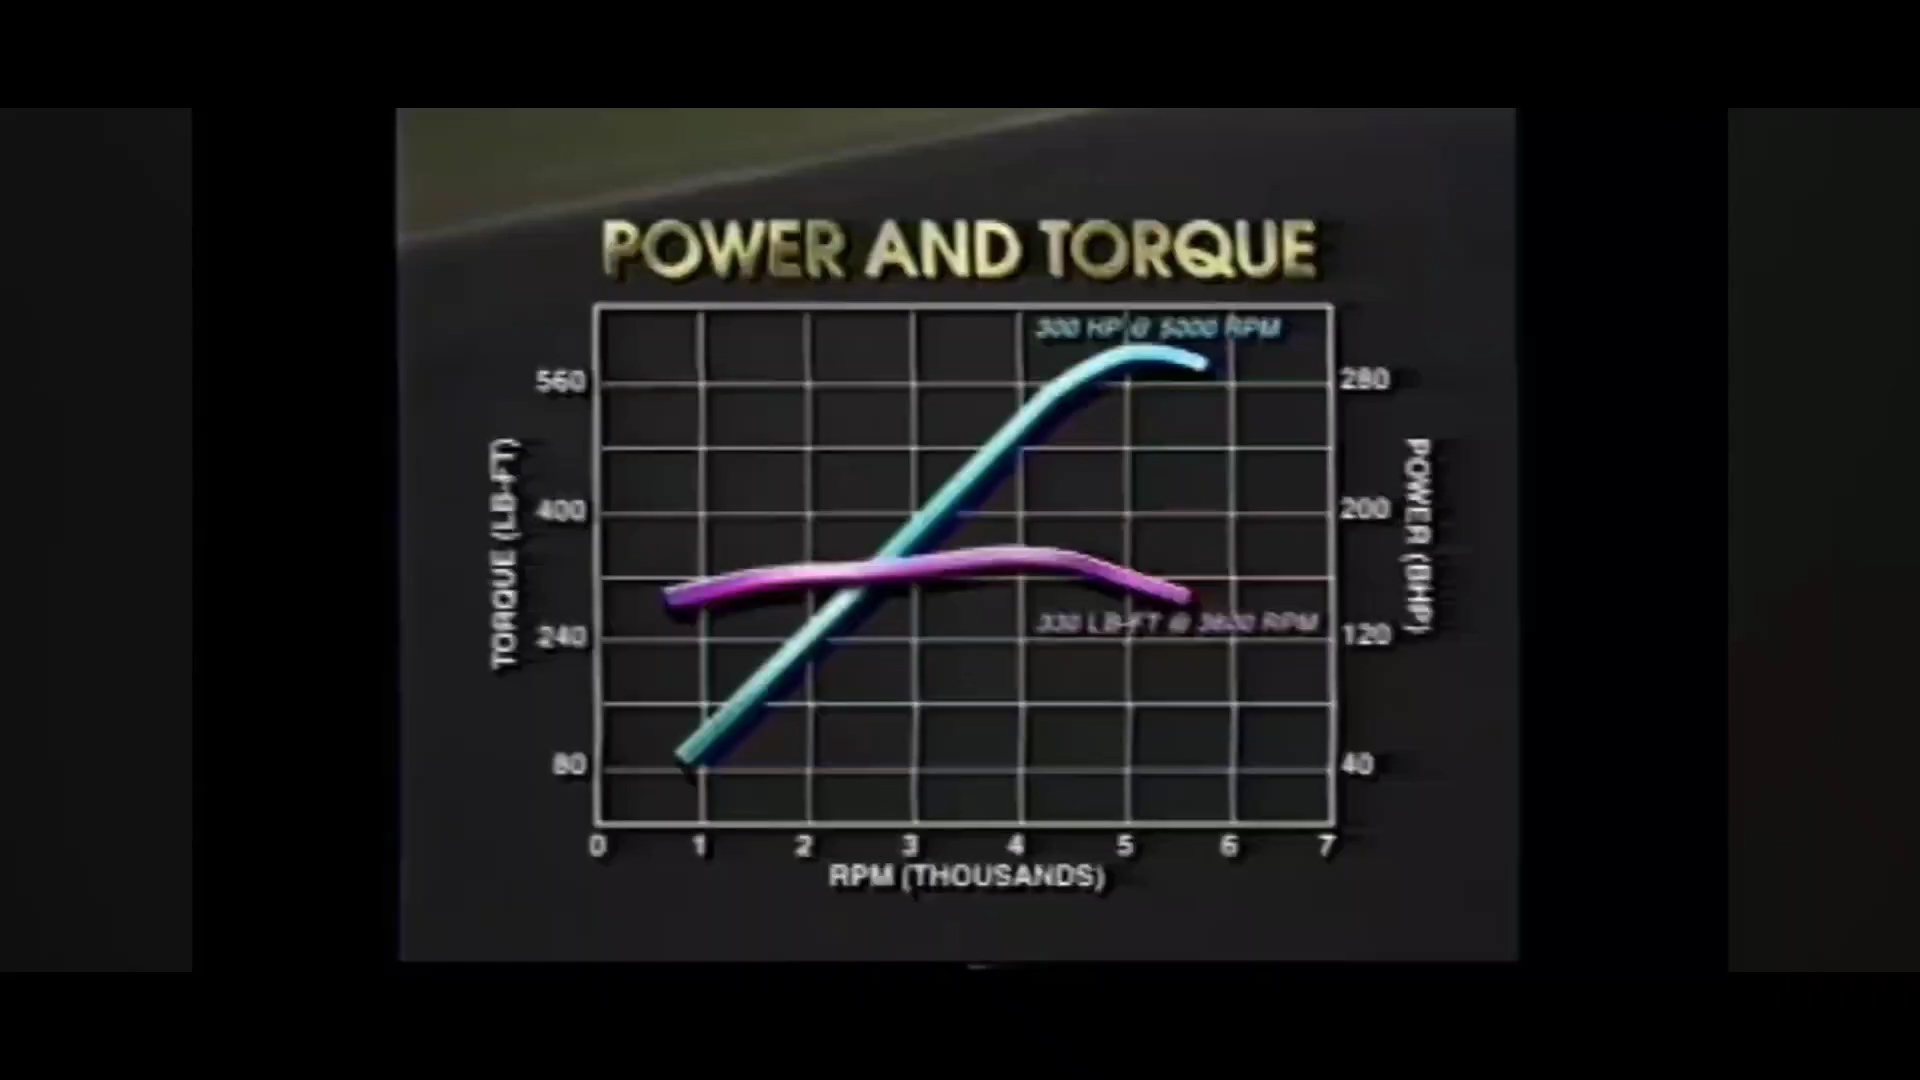 POWER AND TORQUE
300 HP @ 5000 RPM
560
280
TORQUE (LB-FT)
POWER (BHP)
400
200
330 LB-FT @ 3600 RPM
240
120
80
40
0 1 2 3 4 5 6 7
RPM (THOUSANDS)